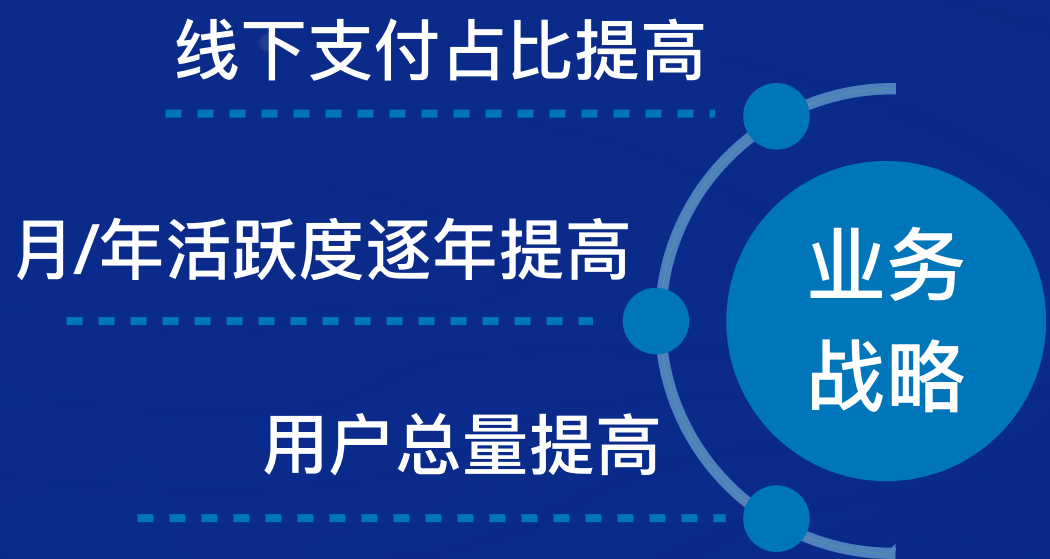 线下支付占比提高
月/年活跃度逐年提高
用户总量提高
业务
战略